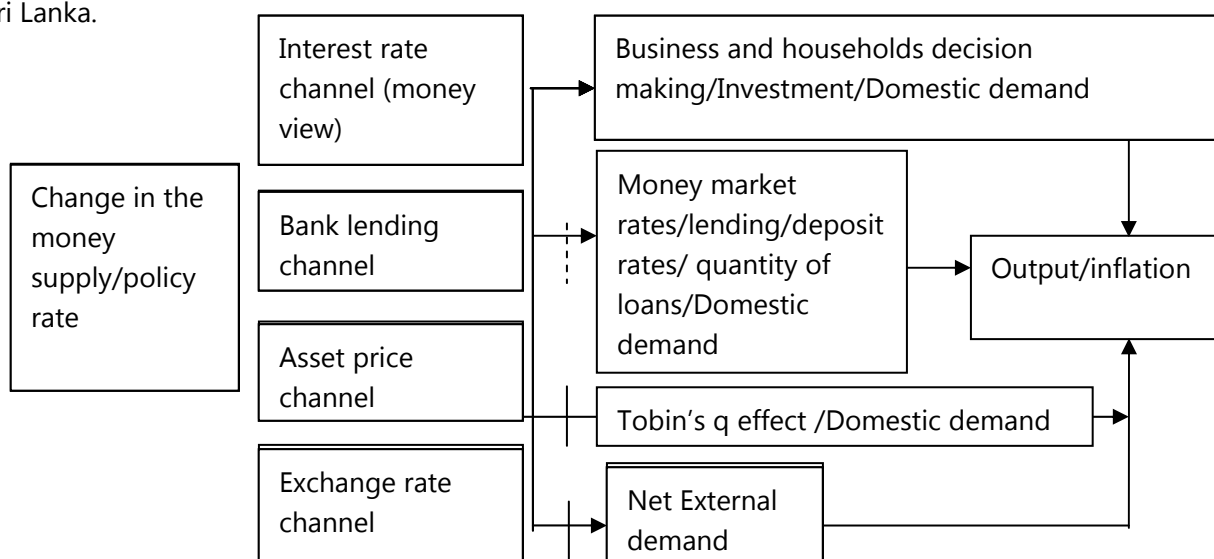 ri Lanka.
Interest rate
channel (money
view)
Business and households decision
making/Investment/Domestic demand
Change in the
money
supply/policy
rate
Bank lending
channel
Money market
rates/lending/deposit
rates/ quantity of
loans/Domestic
demand
Output/inflation
Asset price
channel
Tobin’s q effect /Domestic demand
Exchange rate
channel
Net External
demand